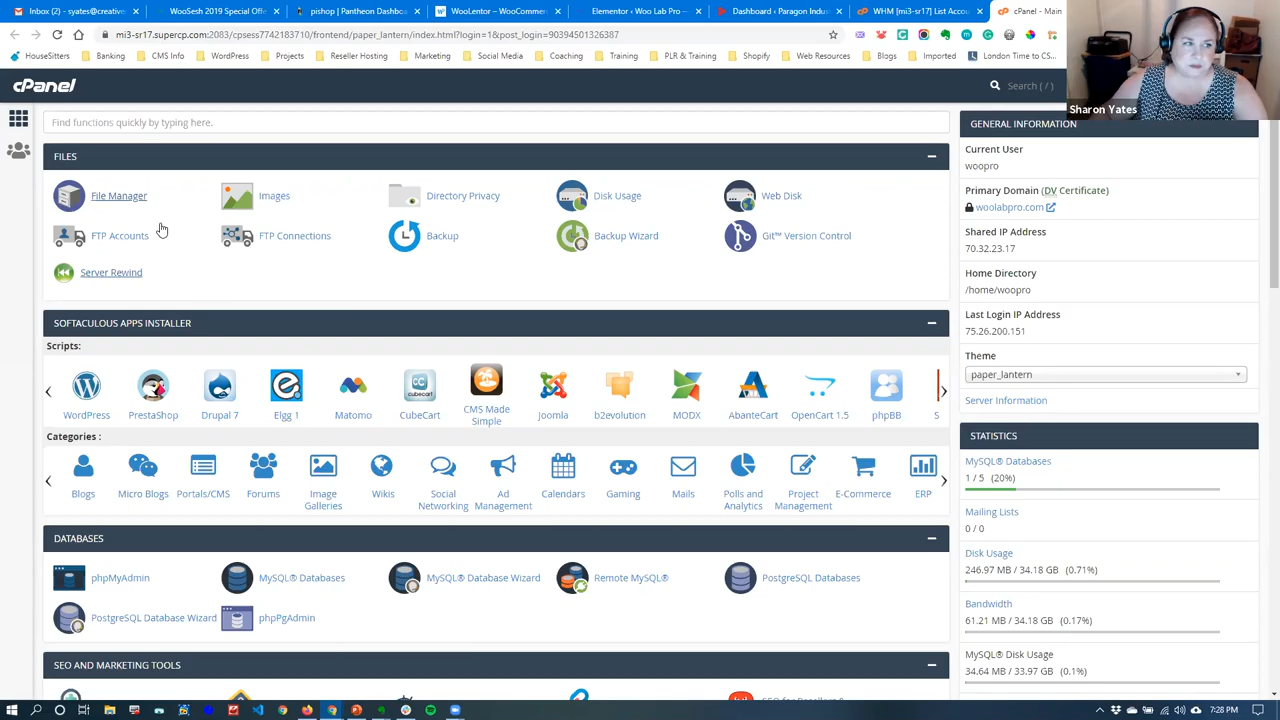 Inbox (2) - syates@creative
WooSesh 2019 Special Off
pishop | Pantheon Dashbo
WooLentor – WooCommer
Elementor ‹ Woo Lab Pro —
Dashboard ‹ Paragon Indus
WHM [mi3-sr17] List Accou
cPanel - Main
mi3-sr17.supercp.com:2083/cpsess7742168710/frontend/paper_lantern/index.html?login=1&post_login=90394501326387
HouseSitters
Banking
CMS Info
WordPress
Projects
Reseller Hosting
Marketing
Social Media
Coaching
Training
PLR & Training
Shopify
Web Resources
Blogs
Imported
London Time to CS...
Sharon Yates
cPanel
Search ( / )
Find functions quickly by typing here.
FILES
File Manager
Images
Directory Privacy
Disk Usage
Web Disk
FTP Accounts
FTP Connections
Backup
Backup Wizard
Git™ Version Control
Server Rewind
SOFTACULOUS APPS INSTALLER
Scripts:
WordPress
PrestaShop
Drupal 7
Elgg 1
Matomo
CubeCart
CMS Made
Simple
Joomla
b2evolution
MODX
AbanteCart
OpenCart 1.5
phpBB
S
Categories :
Blogs
Micro Blogs
Portals/CMS
Forums
Image
Galleries
Wikis
Social
Networking
Ad
Management
Calendars
Gaming
Mails
Polls and
Analytics
Project
Management
E-Commerce
ERP
DATABASES
phpMyAdmin
MySQL® Databases
MySQL® Database Wizard
Remote MySQL®
PostgreSQL Databases
PostgreSQL Database Wizard
phpPgAdmin
SEO AND MARKETING TOOLS
GENERAL INFORMATION
Current User
woopro
Primary Domain (DV Certificate)
woolabpro.com
Shared IP Address
70.32.23.17
Home Directory
/home/woopro
Last Login IP Address
75.26.200.151
Theme
paper_lantern
Server Information
STATISTICS
MySQL® Databases
1 / 5 (20%)
Mailing Lists
0 / 0
Disk Usage
246.97 MB / 34.18 GB (0.71%)
Bandwidth
61.21 MB / 34.18 GB (0.17%)
MySQL® Disk Usage
34.64 MB / 33.97 GB (0.1%)
7:28 PM